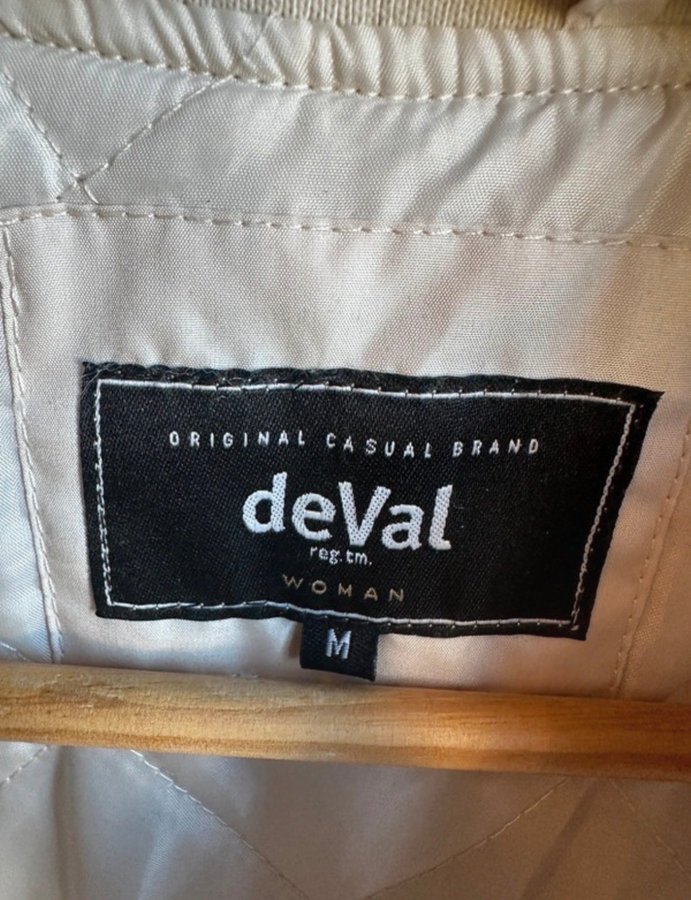 ORIGINAL CASUAL BRAND
deVal
reg.tm.
WOMAN
M